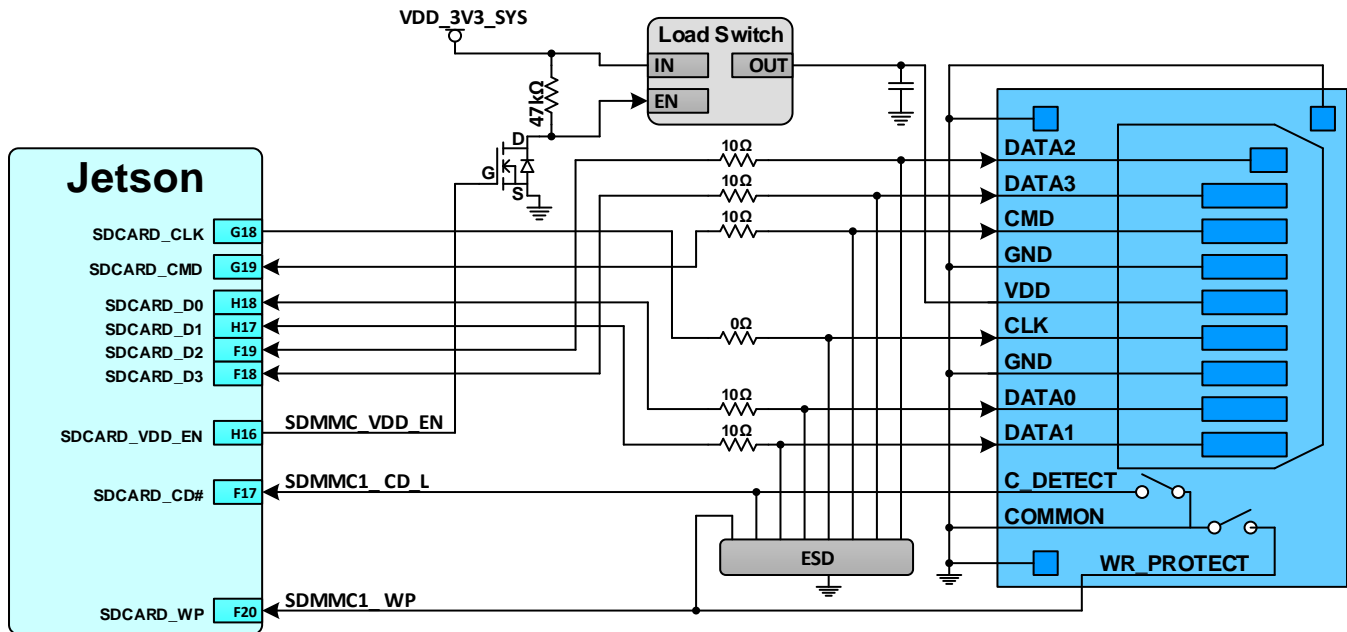 VDD_3V3_SYS
Load Switch
IN
OUT
EN
47kΩ
D
G
S
Jetson
SDCARD_CLK G18
SDCARD_CMD G19
SDCARD_D0 H18
SDCARD_D1 H17
SDCARD_D2 F19
SDCARD_D3 F18
SDCARD_VDD_EN H16
SDMMC_VDD_EN
SDCARD_CD# F17
SDMMC1_CD_L
SDCARD_WP F20
SDMMC1_WP
10Ω
10Ω
10Ω
0Ω
10Ω
10Ω
ESD
DATA2
DATA3
CMD
GND
VDD
CLK
GND
DATA0
DATA1
C_DETECT
COMMON
WR_PROTECT